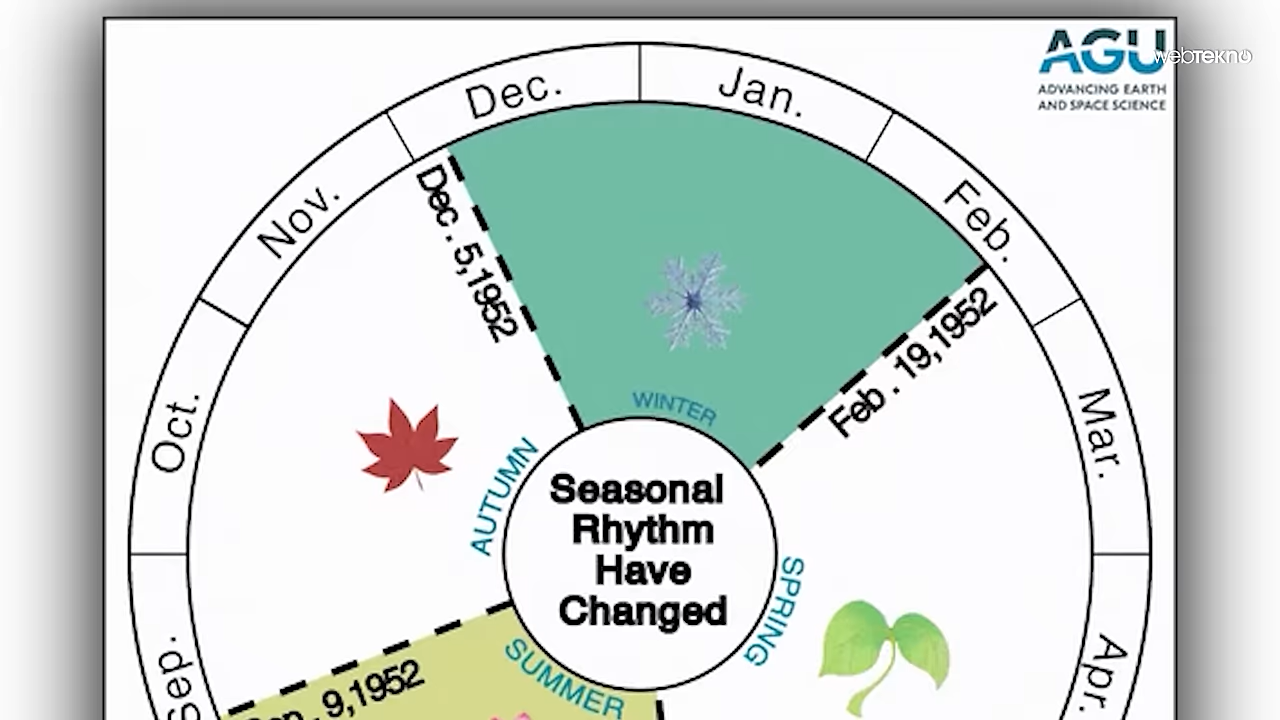 AGU
ADVANCING EARTH
AND SPACE SCIENCE
webTEKNO
Dec.
Jan.
Nov.
Feb.
Oct.
Mar.
Sep.
Apr.
Dec . 5,1952
Feb . 19,1952
WINTER
AUTUMN
SPRING
SUMMER
Seasonal
Rhythm
Have
Changed
9,1952